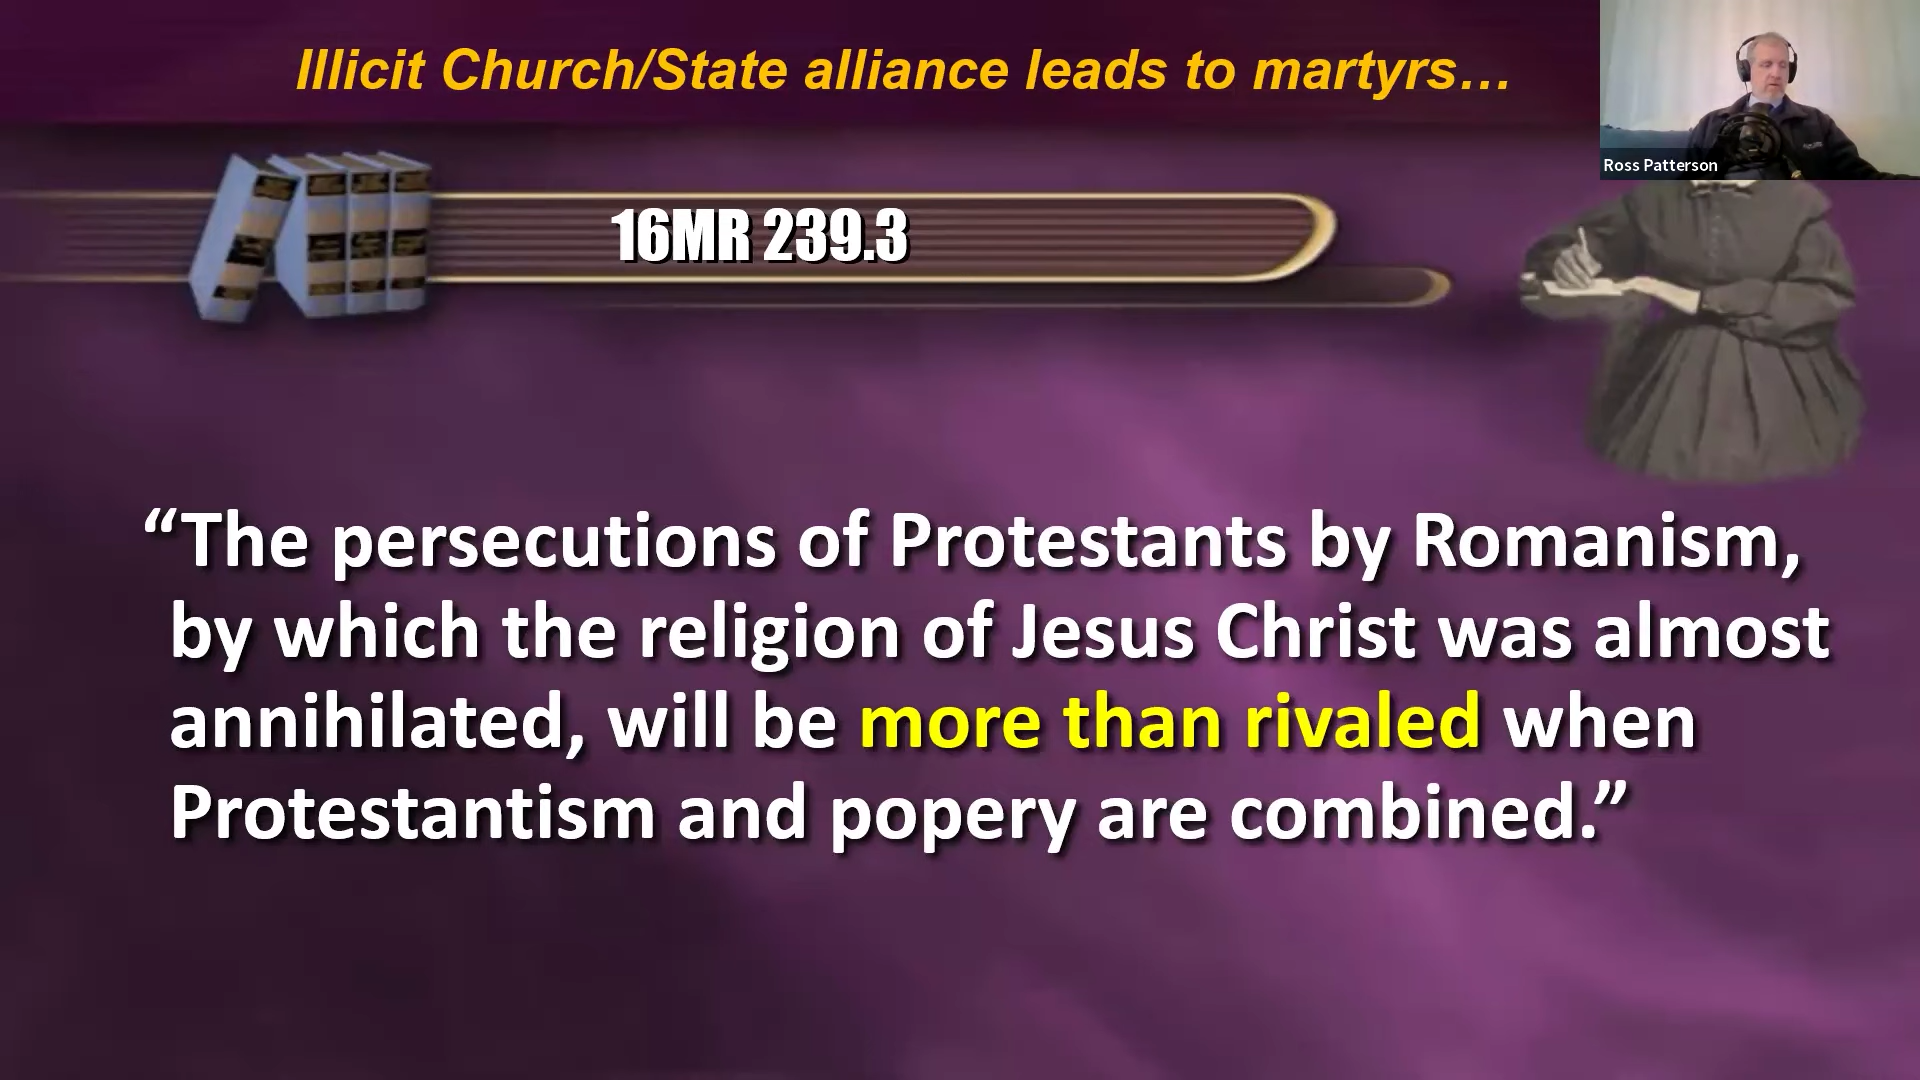 Illicit Church/State alliance leads to martyrs…
Ross Patterson
16MR 239.3
“The persecutions of Protestants by Romanism,
by which the religion of Jesus Christ was almost
annihilated, will be more than rivaled when
Protestantism and popery are combined.”